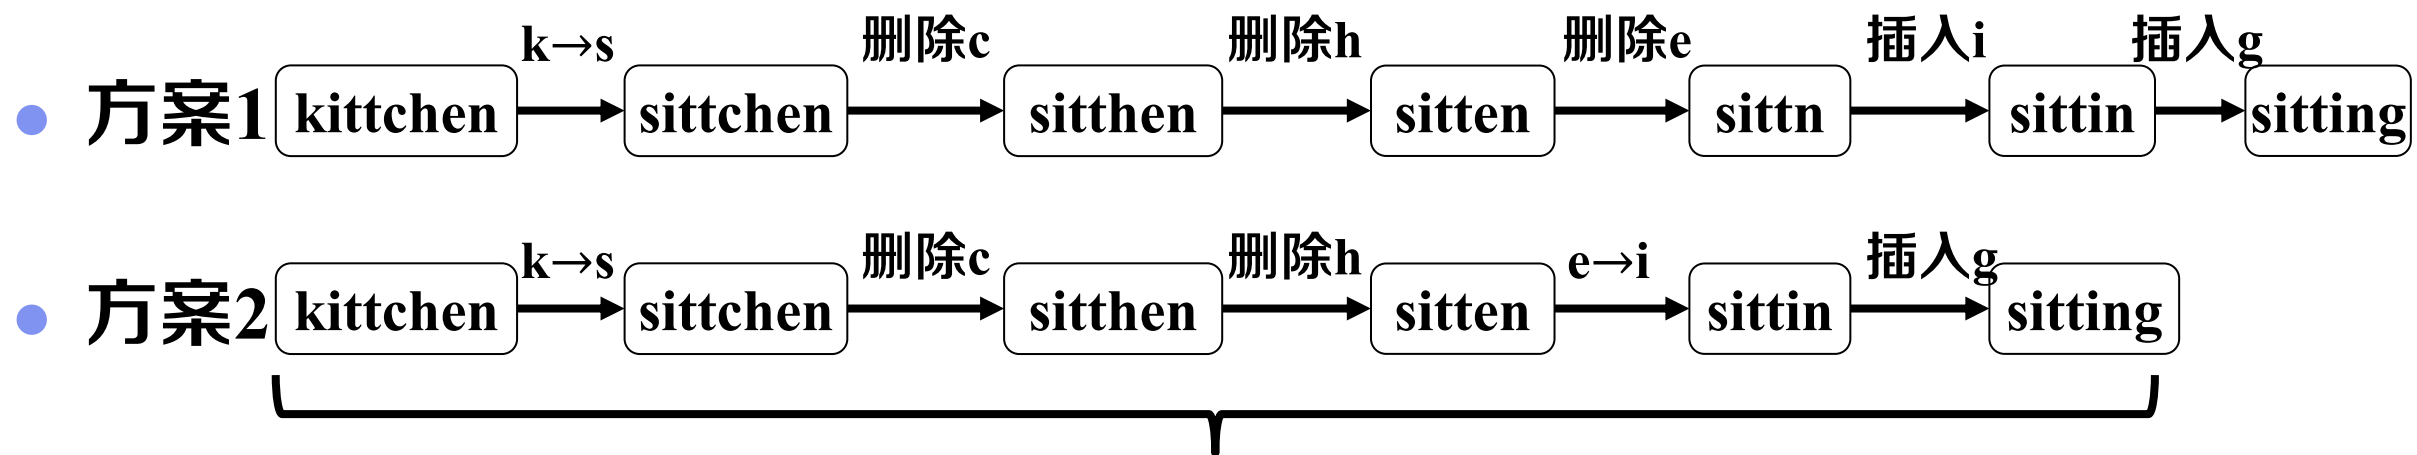 k→s 删除c 删除h 删除e 插入i 插入g
方案1 kittchen sittchen sitthen sitten sittn sittin sitting
k→s 删除c 删除h e→i 插入g
方案2 kittchen sittchen sitthen sitten sittin sitting